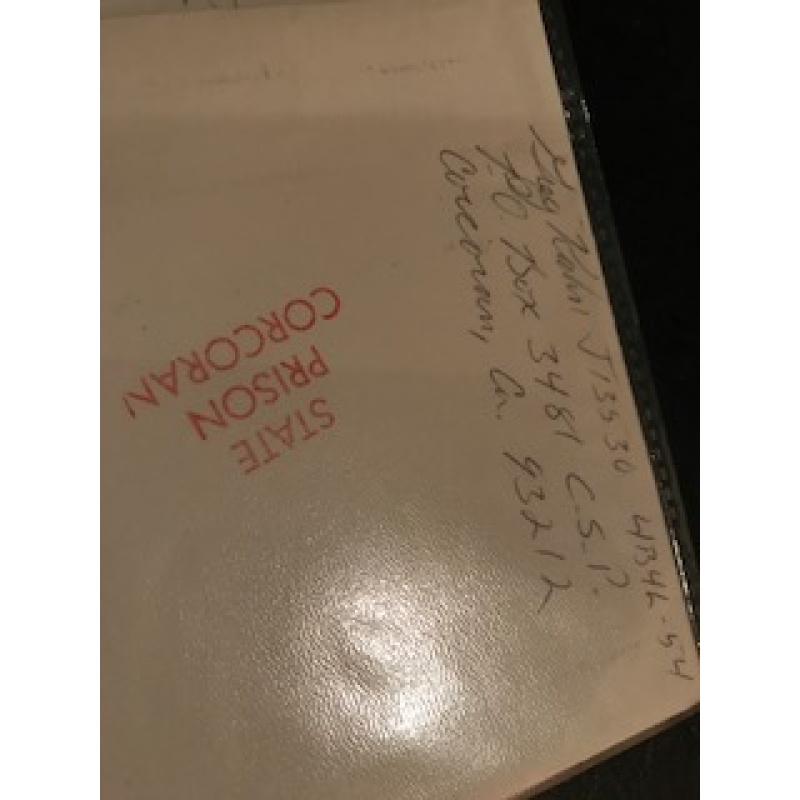 J13530 4B4L-54
P.O. Box 3481 C.S.P.
Corcoran, Ca. 93212
STATE
PRISON
CORCORAN